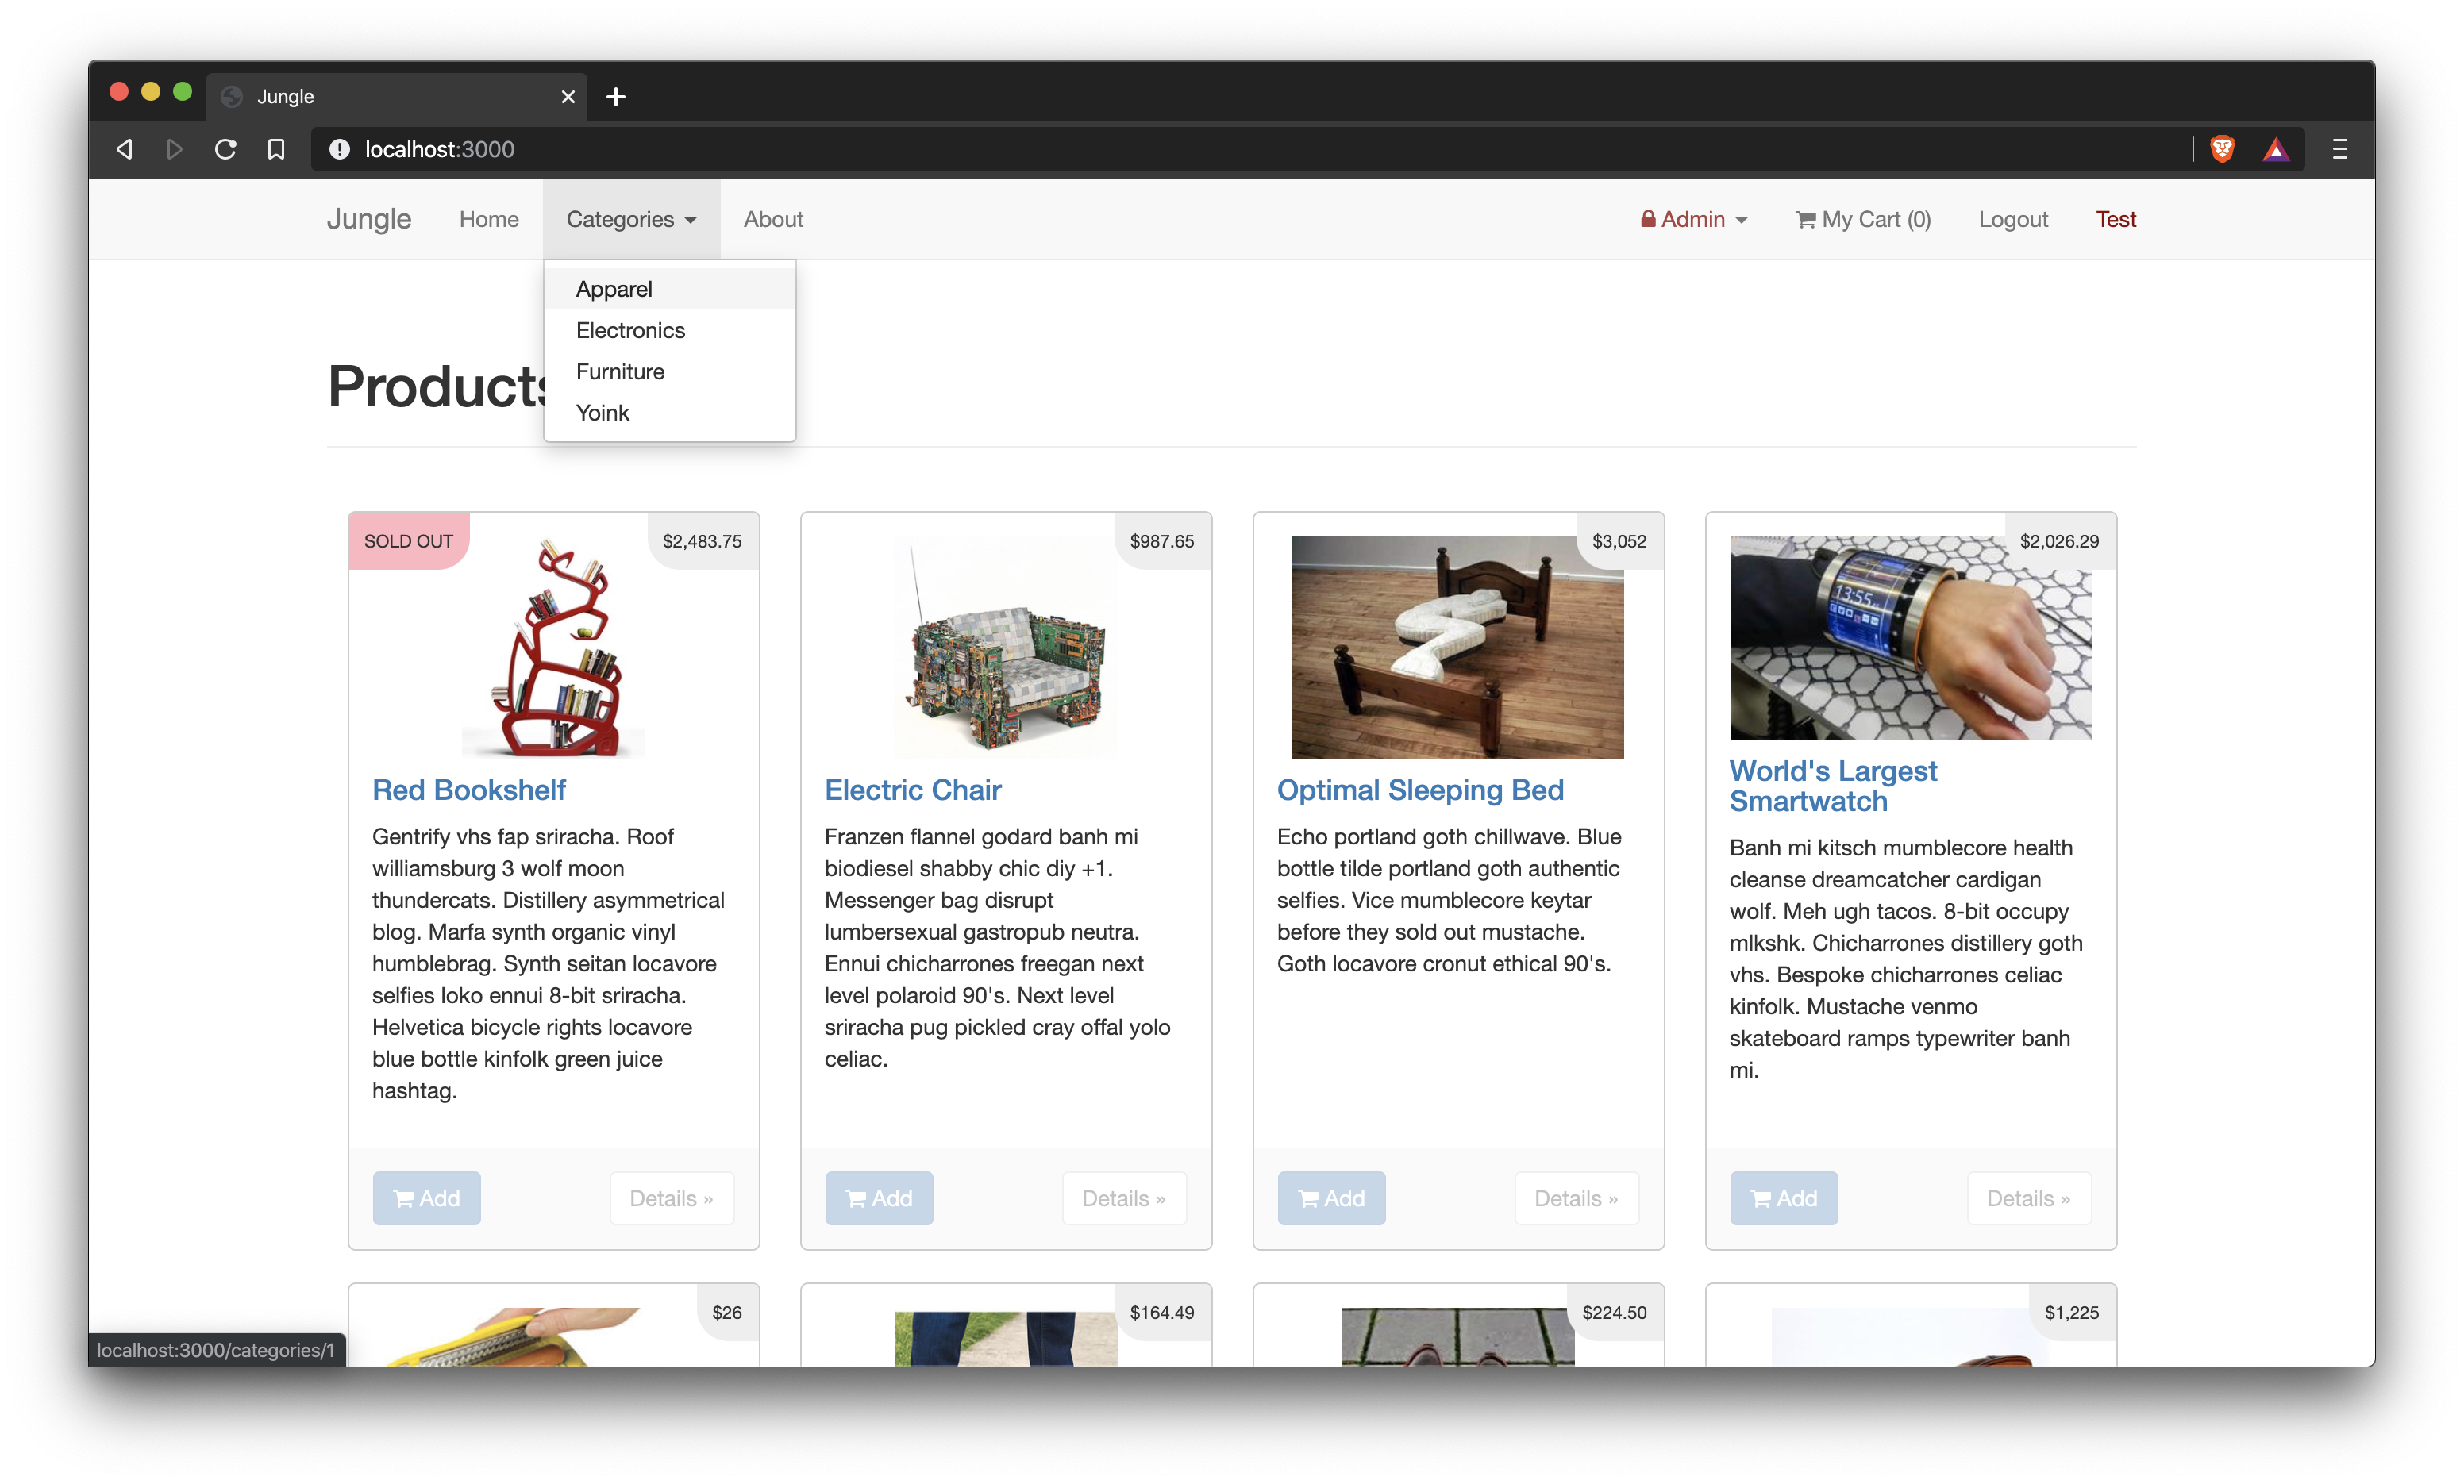 Jungle
localhost:3000
Jungle Home Categories About Admin My Cart (0) Logout Test
Apparel
Electronics
Furniture
Yoink
Products
SOLD OUT
$2,483.75
Red Bookshelf
Gentrify vhs fap sriracha. Roof
williamsburg 3 wolf moon
thundercats. Distillery asymmetrical
blog. Marfa synth organic vinyl
humblebrag. Synth seitan locavore
selfies loko ennui 8-bit sriracha.
Helvetica bicycle rights locavore
blue bottle kinfolk green juice
hashtag.
Add
Details »
$987.65
Electric Chair
Franzen flannel godard banh mi
biodiesel shabby chic diy +1.
Messenger bag disrupt
lumbersexual gastropub neutra.
Ennui chicharrones freegan next
level polaroid 90's. Next level
sriracha pug pickled cray offal yolo
celiac.
Add
Details »
$3,052
Optimal Sleeping Bed
Echo portland goth chillwave. Blue
bottle tilde portland goth authentic
selfies. Vice mumblecore keytar
before they sold out mustache.
Goth locavore cronut ethical 90's.
Add
Details »
$2,026.29
13:55
World's Largest
Smartwatch
Banh mi kitsch mumblecore health
cleanse dreamcatcher cardigan
wolf. Meh ugh tacos. 8-bit occupy
mlkshk. Chicharrones distillery goth
vhs. Bespoke chicharrones celiac
kinfolk. Mustache venmo
skateboard ramps typewriter banh
mi.
Add
Details »
$26
$164.49
$224.50
$1,225
localhost:3000/categories/1